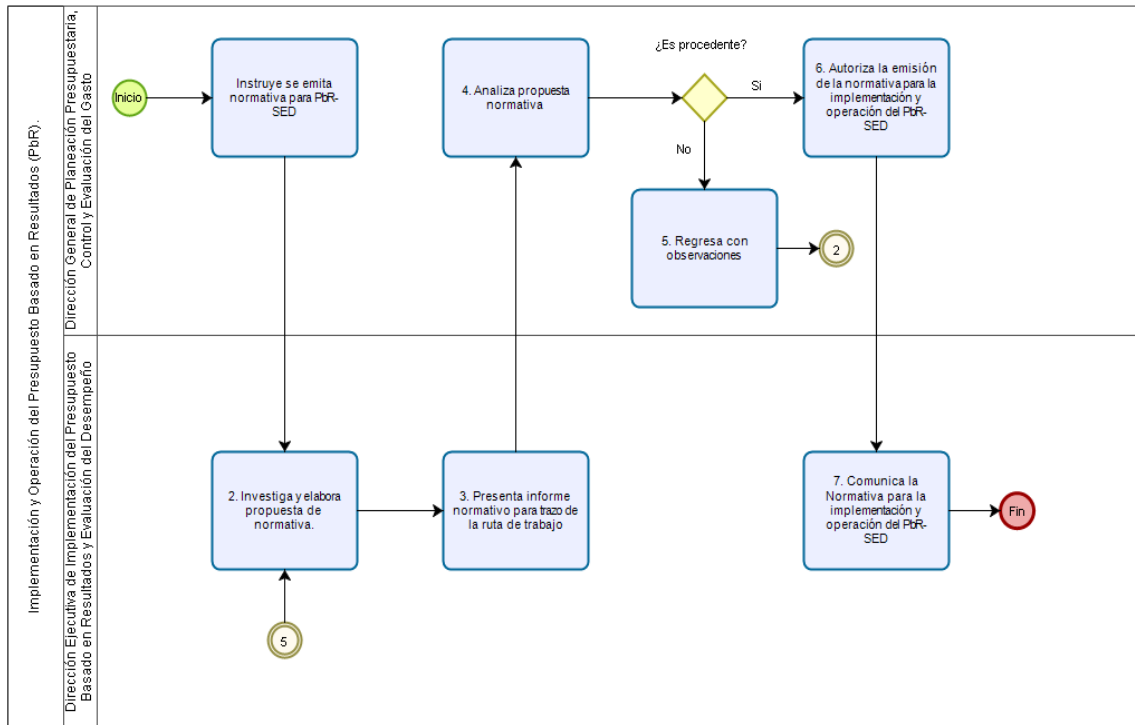 Implementación y Operación del Presupuesto Basado en Resultados (PbR).
Dirección General de Planeación Presupuestaria,
Control y Evaluación del Gasto
Inicio
Instruye se emita
normativa para PbR-
SED
4. Analiza propuesta
normativa
¿Es procedente?
Si
No
6. Autoriza la emisión
de la normativa para la
implementación y
operación del PbR-
SED
5. Regresa con
observaciones
2
Dirección Ejecutiva de Implementación del Presupuesto
Basado en Resultados y Evaluación del Desempeño
2. Investiga y elabora
propuesta de
normativa.
3. Presenta informe
normativo para trazo de
la ruta de trabajo
7. Comunica la
Normativa para la
implementación y
operación del PbR-
SED
Fin
5